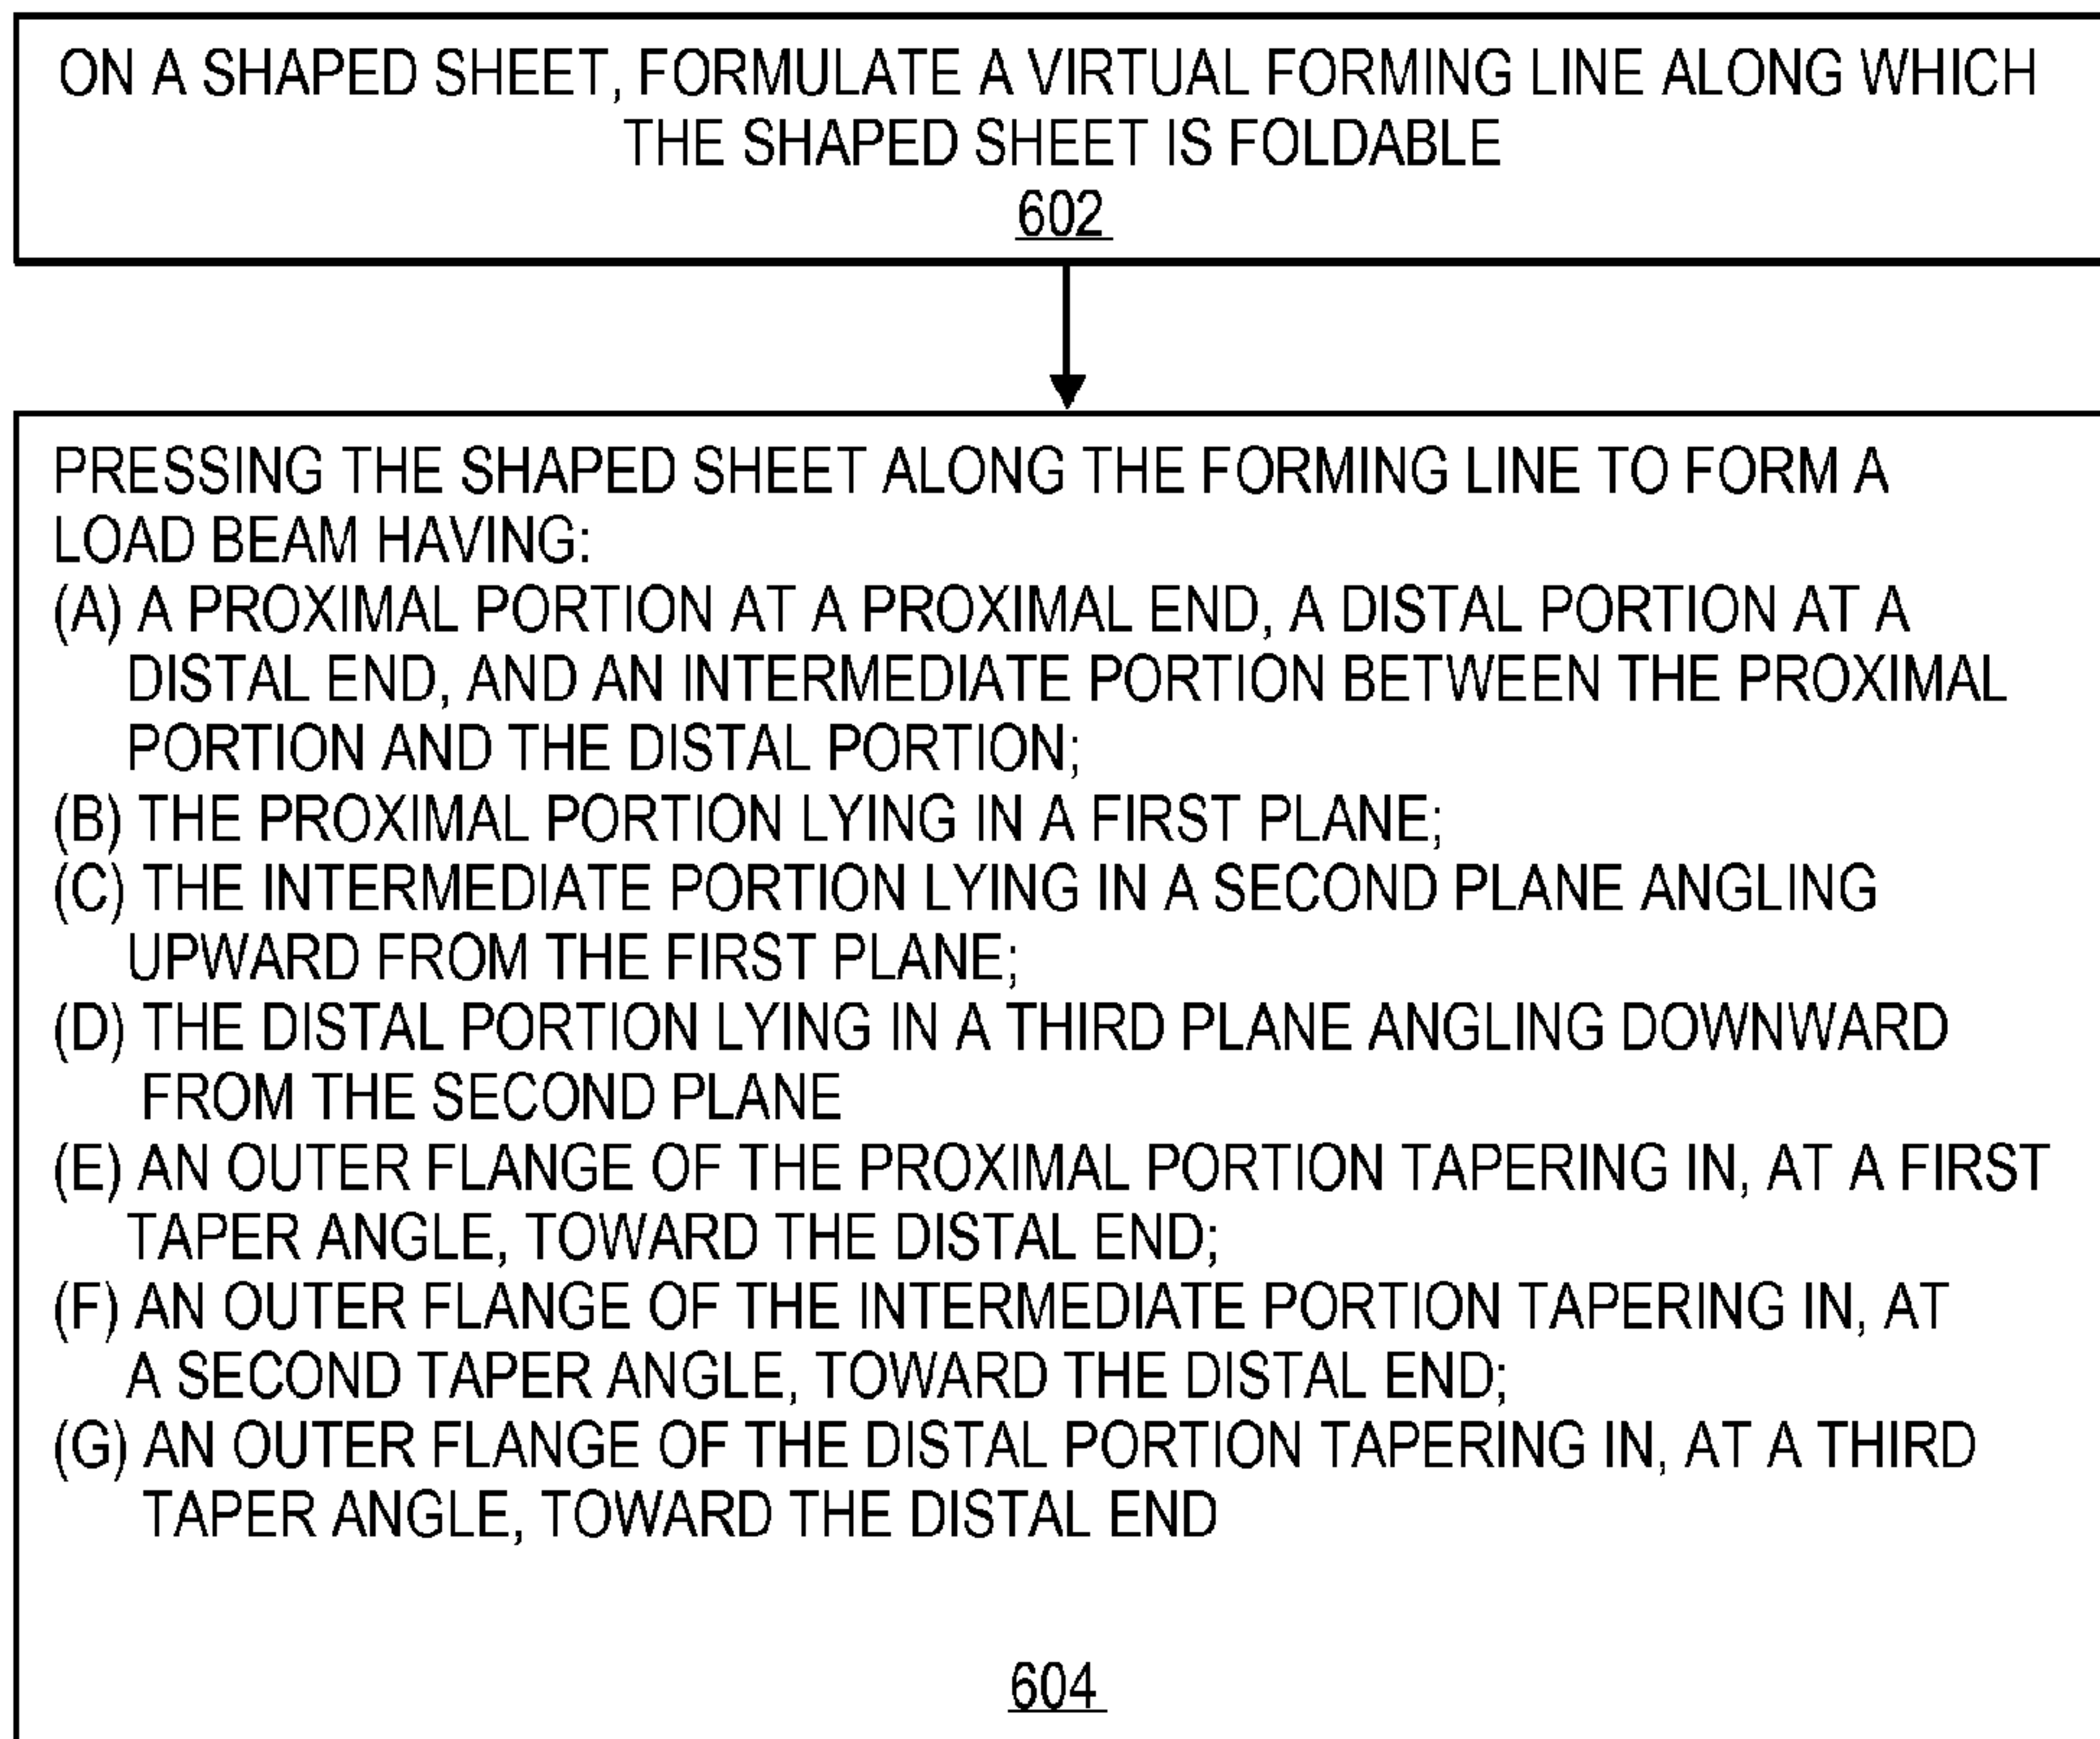 ON A SHAPED SHEET, FORMULATE A VIRTUAL FORMING LINE ALONG WHICH
THE SHAPED SHEET IS FOLDABLE
602
PRESSING THE SHAPED SHEET ALONG THE FORMING LINE TO FORM A
LOAD BEAM HAVING:
(A) A PROXIMAL PORTION AT A PROXIMAL END, A DISTAL PORTION AT A
DISTAL END, AND AN INTERMEDIATE PORTION BETWEEN THE PROXIMAL
PORTION AND THE DISTAL PORTION;
(B) THE PROXIMAL PORTION LYING IN A FIRST PLANE;
(C) THE INTERMEDIATE PORTION LYING IN A SECOND PLANE ANGLING
UPWARD FROM THE FIRST PLANE;
(D) THE DISTAL PORTION LYING IN A THIRD PLANE ANGLING DOWNWARD
FROM THE SECOND PLANE
(E) AN OUTER FLANGE OF THE PROXIMAL PORTION TAPERING IN, AT A FIRST
TAPER ANGLE, TOWARD THE DISTAL END;
(F) AN OUTER FLANGE OF THE INTERMEDIATE PORTION TAPERING IN, AT
A SECOND TAPER ANGLE, TOWARD THE DISTAL END;
(G) AN OUTER FLANGE OF THE DISTAL PORTION TAPERING IN, AT A THIRD
TAPER ANGLE, TOWARD THE DISTAL END
604